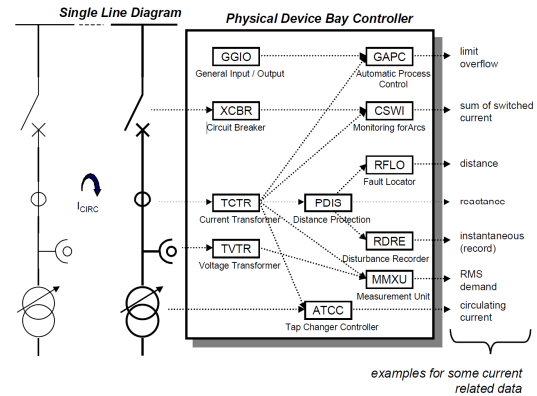 Single Line Diagram
Physical Device Bay Controller
GGIO
General Input / Output
GAPC
Automatic Process
Control
limit
overflow
XCBR
Circuit Breaker
CSWI
Monitoring forArcs
sum of switched
current
RFLO
Fault Locator
distance
ICIRC
TCTR
Current Transformer
PDIS
Distance Protection
reactance
RDRE
Disturbance Recorder
instantaneous
(record)
TVTR
Voltage Transformer
MMXU
Measurement Unit
RMS
demand
ATCC
Tap Changer Controller
circulating
current
examples for some current
related data